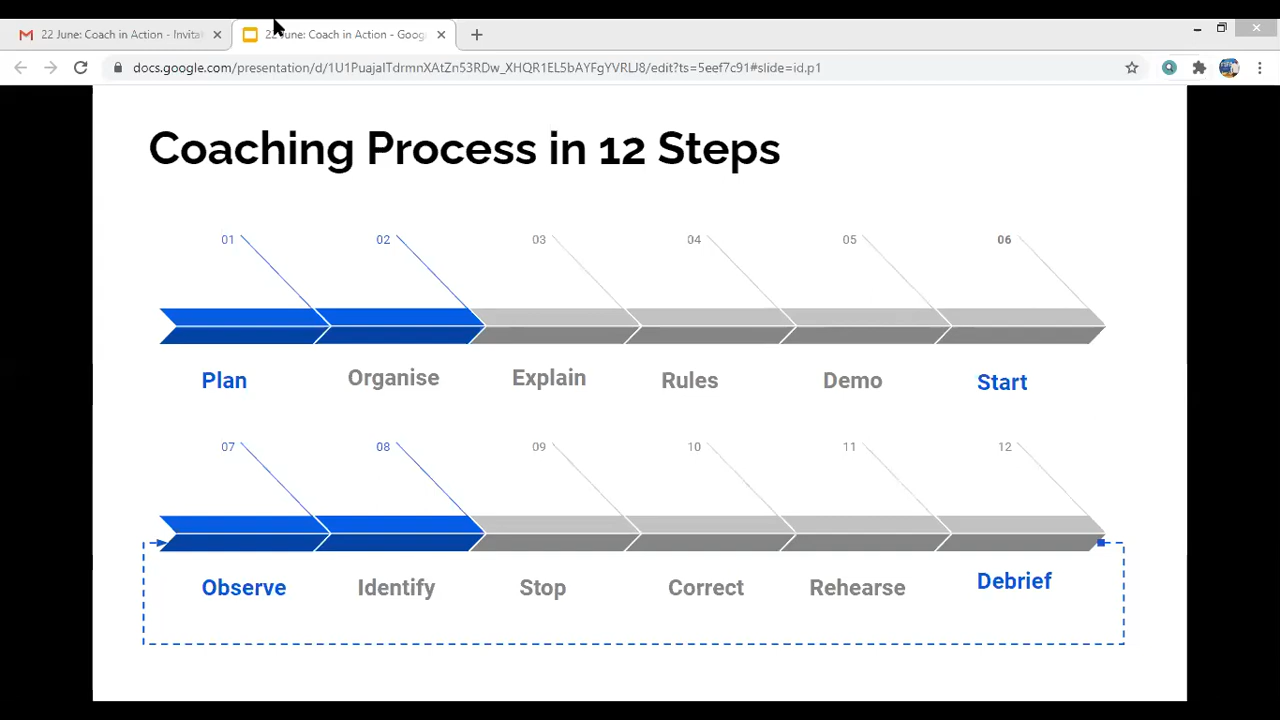 22 June: Coach in Action - Invitat
22 June: Coach in Action - Goog
docs.google.com/presentation/d/1U1PuajaITdrmnXAtZn53RDw_XHQR1EL5bAYFgYVRLJ8/edit?ts=5eef7c91#slide=id.p1
Coaching Process in 12 Steps
01 02 03 04 05 06
Plan Organise Explain Rules Demo Start
07 08 09 10 11 12
Observe Identify Stop Correct Rehearse Debrief